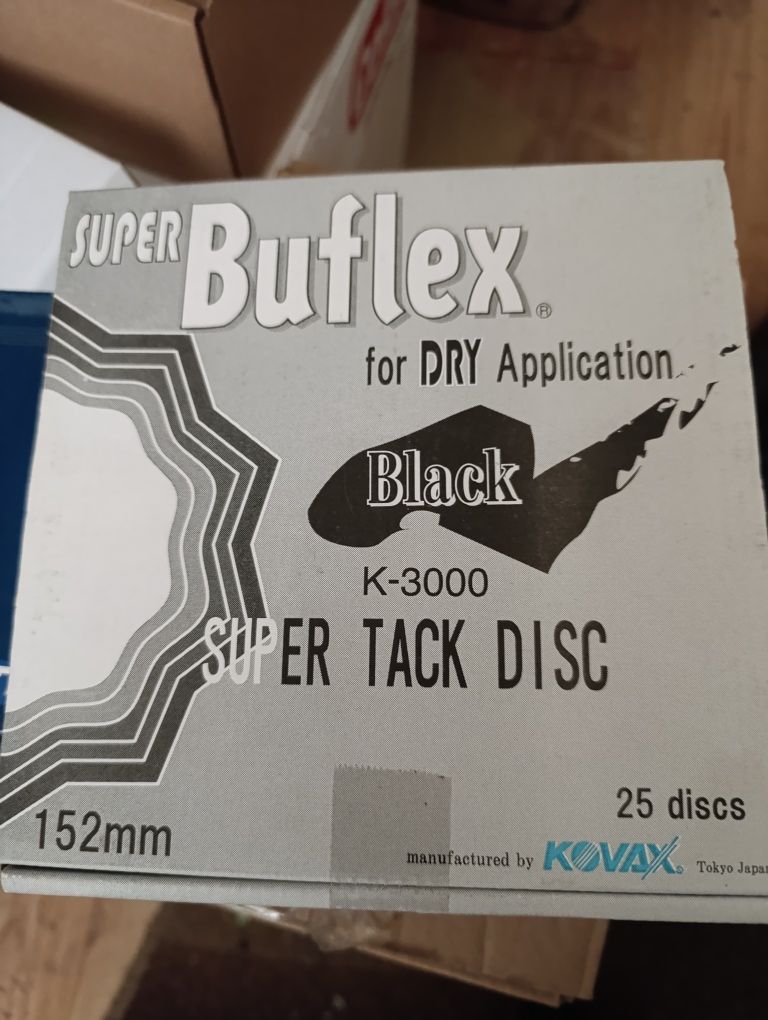 SUPER Buflex®
for DRY Application
Black
K-3000
SUPER TACK DISC
25 discs
152mm
manufactured by KOVAX® Tokyo Japan